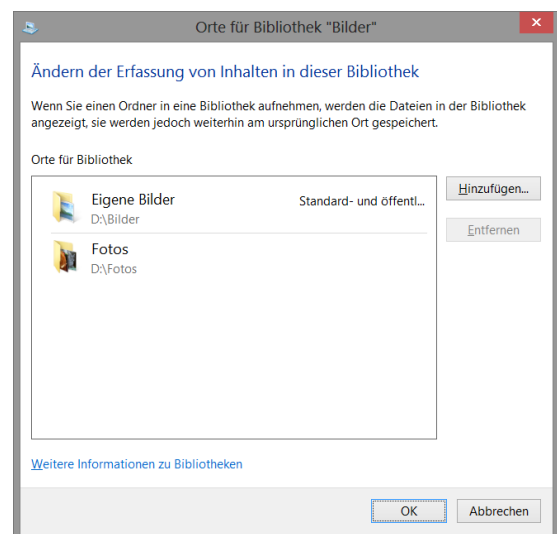 Orte für Bibliothek "Bilder"
Ändern der Erfassung von Inhalten in dieser Bibliothek
Wenn Sie einen Ordner in eine Bibliothek aufnehmen, werden die Dateien in der Bibliothek
angezeigt, sie werden jedoch weiterhin am ursprünglichen Ort gespeichert.
Orte für Bibliothek
Eigene Bilder Standard- und öffentl...
D:\Bilder
Fotos
D:\Fotos
Hinzufügen...
Entfernen
Weitere Informationen zu Bibliotheken
OK Abbrechen